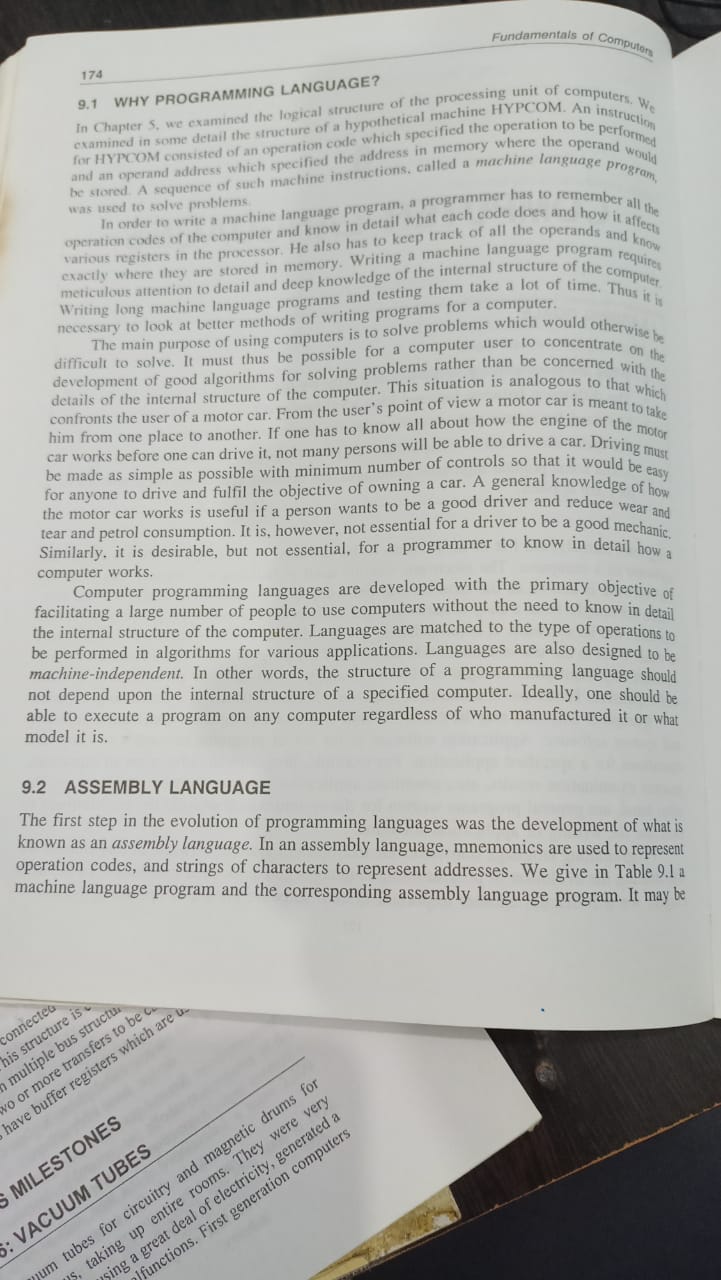 Fundamentals of Computers
174
9.1 WHY PROGRAMMING LANGUAGE?
In Chapter 5, we examined the logical structure of the processing unit of computers. We
examined in some detail the structure of a hypothetical machine HYPCOM. An instruction
for HYPCOM consisted of an operation code which specified the operation to be performed
and an operand address which specified the address in memory where the operand would
be stored. A sequence of such machine instructions, called a machine language program,
was used to solve problems.
In order to write a machine language program, a programmer has to remember all the
operation codes of the computer and know in detail what each code does and how it affects
various registers in the processor. He also has to keep track of all the operands and know
exactly where they are stored in memory. Writing a machine language program requires
meticulous attention to detail and deep knowledge of the internal structure of the computer.
Writing long machine language programs and testing them take a lot of time. Thus it is
necessary to look at better methods of writing programs for a computer.
The main purpose of using computers is to solve problems which would otherwise be
difficult to solve. It must thus be possible for a computer user to concentrate on the
development of good algorithms for solving problems rather than be concerned with the
details of the internal structure of the computer. This situation is analogous to that which
confronts the user of a motor car. From the user's point of view a motor car is meant to take
him from one place to another. If one has to know all about how the engine of the motor
car works before one can drive it, not many persons will be able to drive a car. Driving must
be made as simple as possible with minimum number of controls so that it would be easy
for anyone to drive and fulfil the objective of owning a car. A general knowledge of how
the motor car works is useful if a person wants to be a good driver and reduce wear and
tear and petrol consumption. It is, however, not essential for a driver to be a good mechanic.
Similarly, it is desirable, but not essential, for a programmer to know in detail how a
computer works.
Computer programming languages are developed with the primary objective of
facilitating a large number of people to use computers without the need to know in detail
the internal structure of the computer. Languages are matched to the type of operations to
be performed in algorithms for various applications. Languages are also designed to be
machine-independent. In other words, the structure of a programming language should
not depend upon the internal structure of a specified computer. Ideally, one should be
able to execute a program on any computer regardless of who manufactured it or what
model it is.
9.2 ASSEMBLY LANGUAGE
The first step in the evolution of programming languages was the development of what is
known as an assembly language. In an assembly language, mnemonics are used to represent
operation codes, and strings of characters to represent addresses. We give in Table 9.1 a
machine language program and the corresponding assembly language program. It may be
connected
his structure is
multiple bus
wo or more transfers to be
have buffer registers which are
S MILESTONES
6: VACUUM TUBES
uum tubes for circuitry and magnetic drums for
us, taking up entire rooms. They were very
using a great deal of electricity, generated a
alfunctions. First generation computers